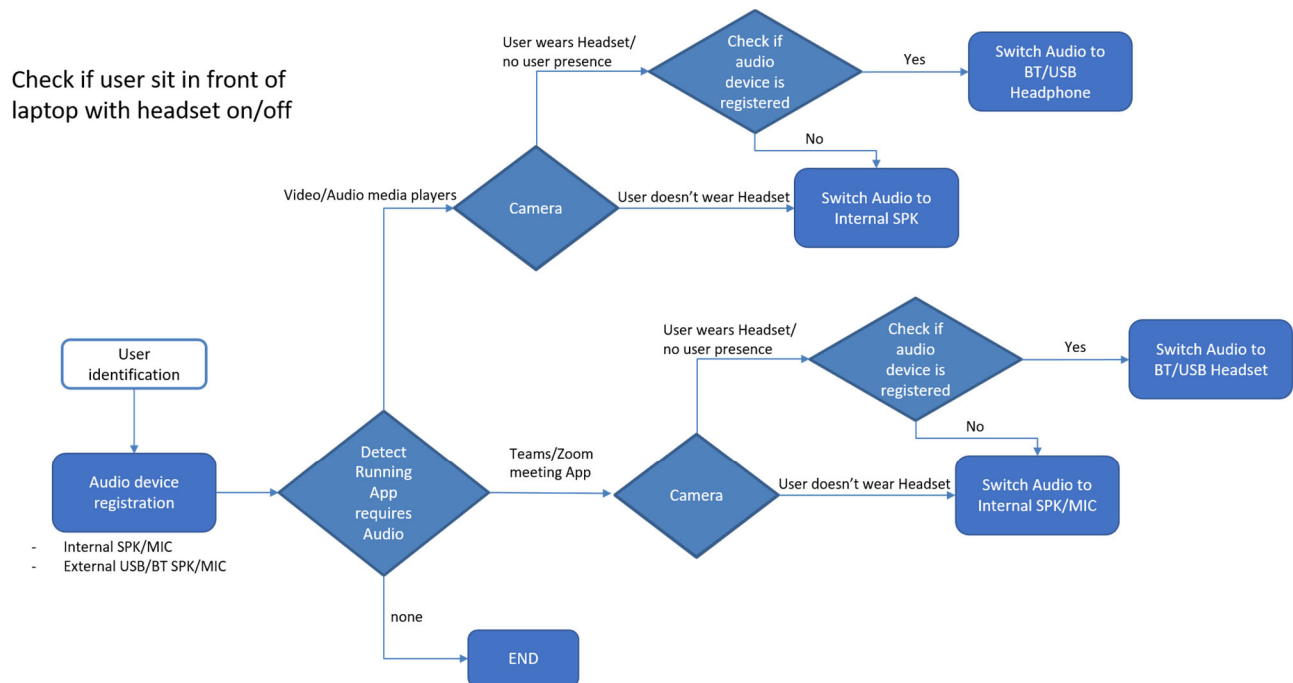 Check if user sit in front of
laptop with headset on/off
User wears Headset/
no user presence
Check if
audio
device is
registered
Yes
Switch Audio to
BT/USB
Headphone
No
Video/Audio media players
Camera
User doesn’t wear Headset
Switch Audio to
Internal SPK
User identification
Audio device
registration
- Internal SPK/MIC
- External USB/BT SPK/MIC
Detect
Running
App
requires
Audio
Teams/Zoom
meeting App
Camera
User wears Headset/
no user presence
Check if
audio
device is
registered
Yes
Switch Audio to
BT/USB Headset
No
User doesn’t wear Headset
Switch Audio to
Internal SPK/MIC
none
END